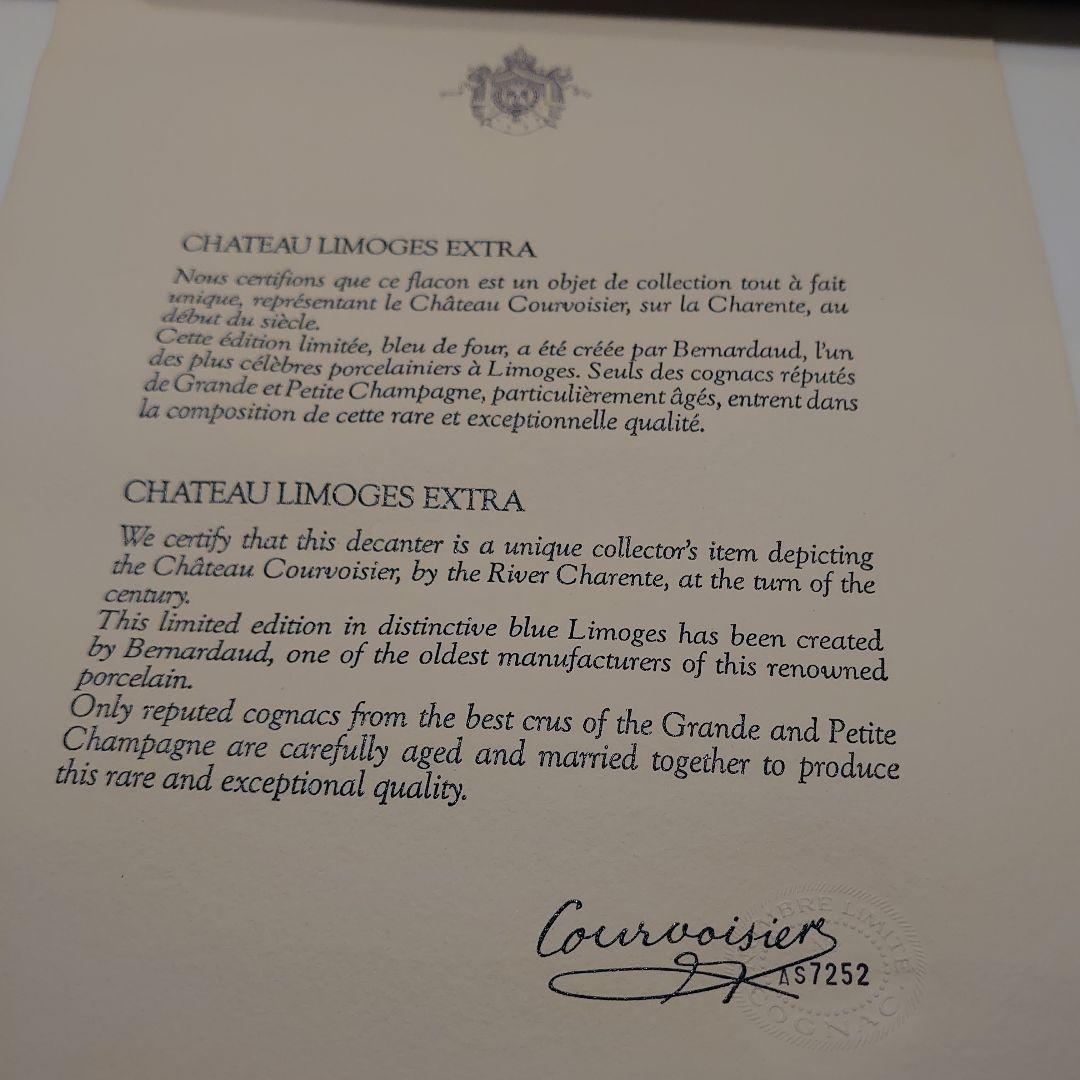 CHATEAU LIMOGES EXTRA
Nous certifions que ce flacon est un objet de collection tout à fait
unique, représentant le Château Courvoisier, sur la Charente, au
début du siècle.
Cette édition limitée, bleu de four, a été créée par Bernardaud, l'un
des plus célèbres porcelainiers à Limoges. Seuls des cognacs réputés
de Grande et Petite Champagne, particulièrement âgés, entrent dans
la composition de cette rare et exceptionnelle qualité.
CHATEAU LIMOGES EXTRA
We certify that this decanter is a unique collector's item depicting
the Château Courvoisier, by the River Charente, at the turn of the
century.
This limited edition in distinctive blue Limoges has been created
by Bernardaud, one of the oldest manufacturers of this renowned
porcelain.
Only reputed cognacs from the best crus of the Grande and Petite
Champagne are carefully aged and married together to produce
this rare and exceptional quality.
Courvoisier
AS7252
LIMITÉ
COGNAC